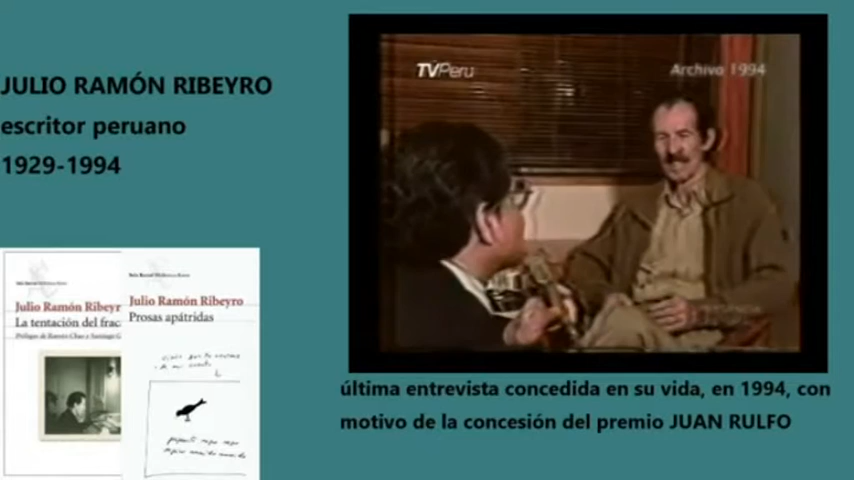 JULIO RAMÓN RIBEYRO
escritor peruano
1929-1994
TVPeru
Archivo 1994
última entrevista concedida en su vida, en 1994, con
motivo de la concesión del premio JUAN RULFO
Julio Ramón Ribeyr
La tentación del frac
Julio Ramón Ribeyro
Prosas apátridas